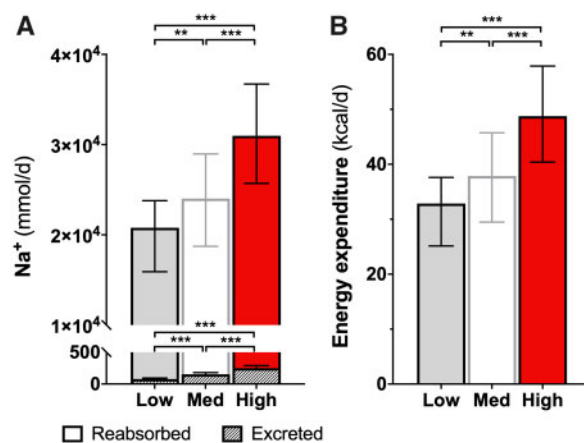 A
***
**
***
4×10⁴
3×10⁴
2×10⁴
1×10⁴
Na⁺ (mmol/d)
***
***
***
500
0
Low Med High
Reabsorbed Excreted
B
***
**
***
60
40
20
0
Energy expenditure (kcal/d)
Low Med High